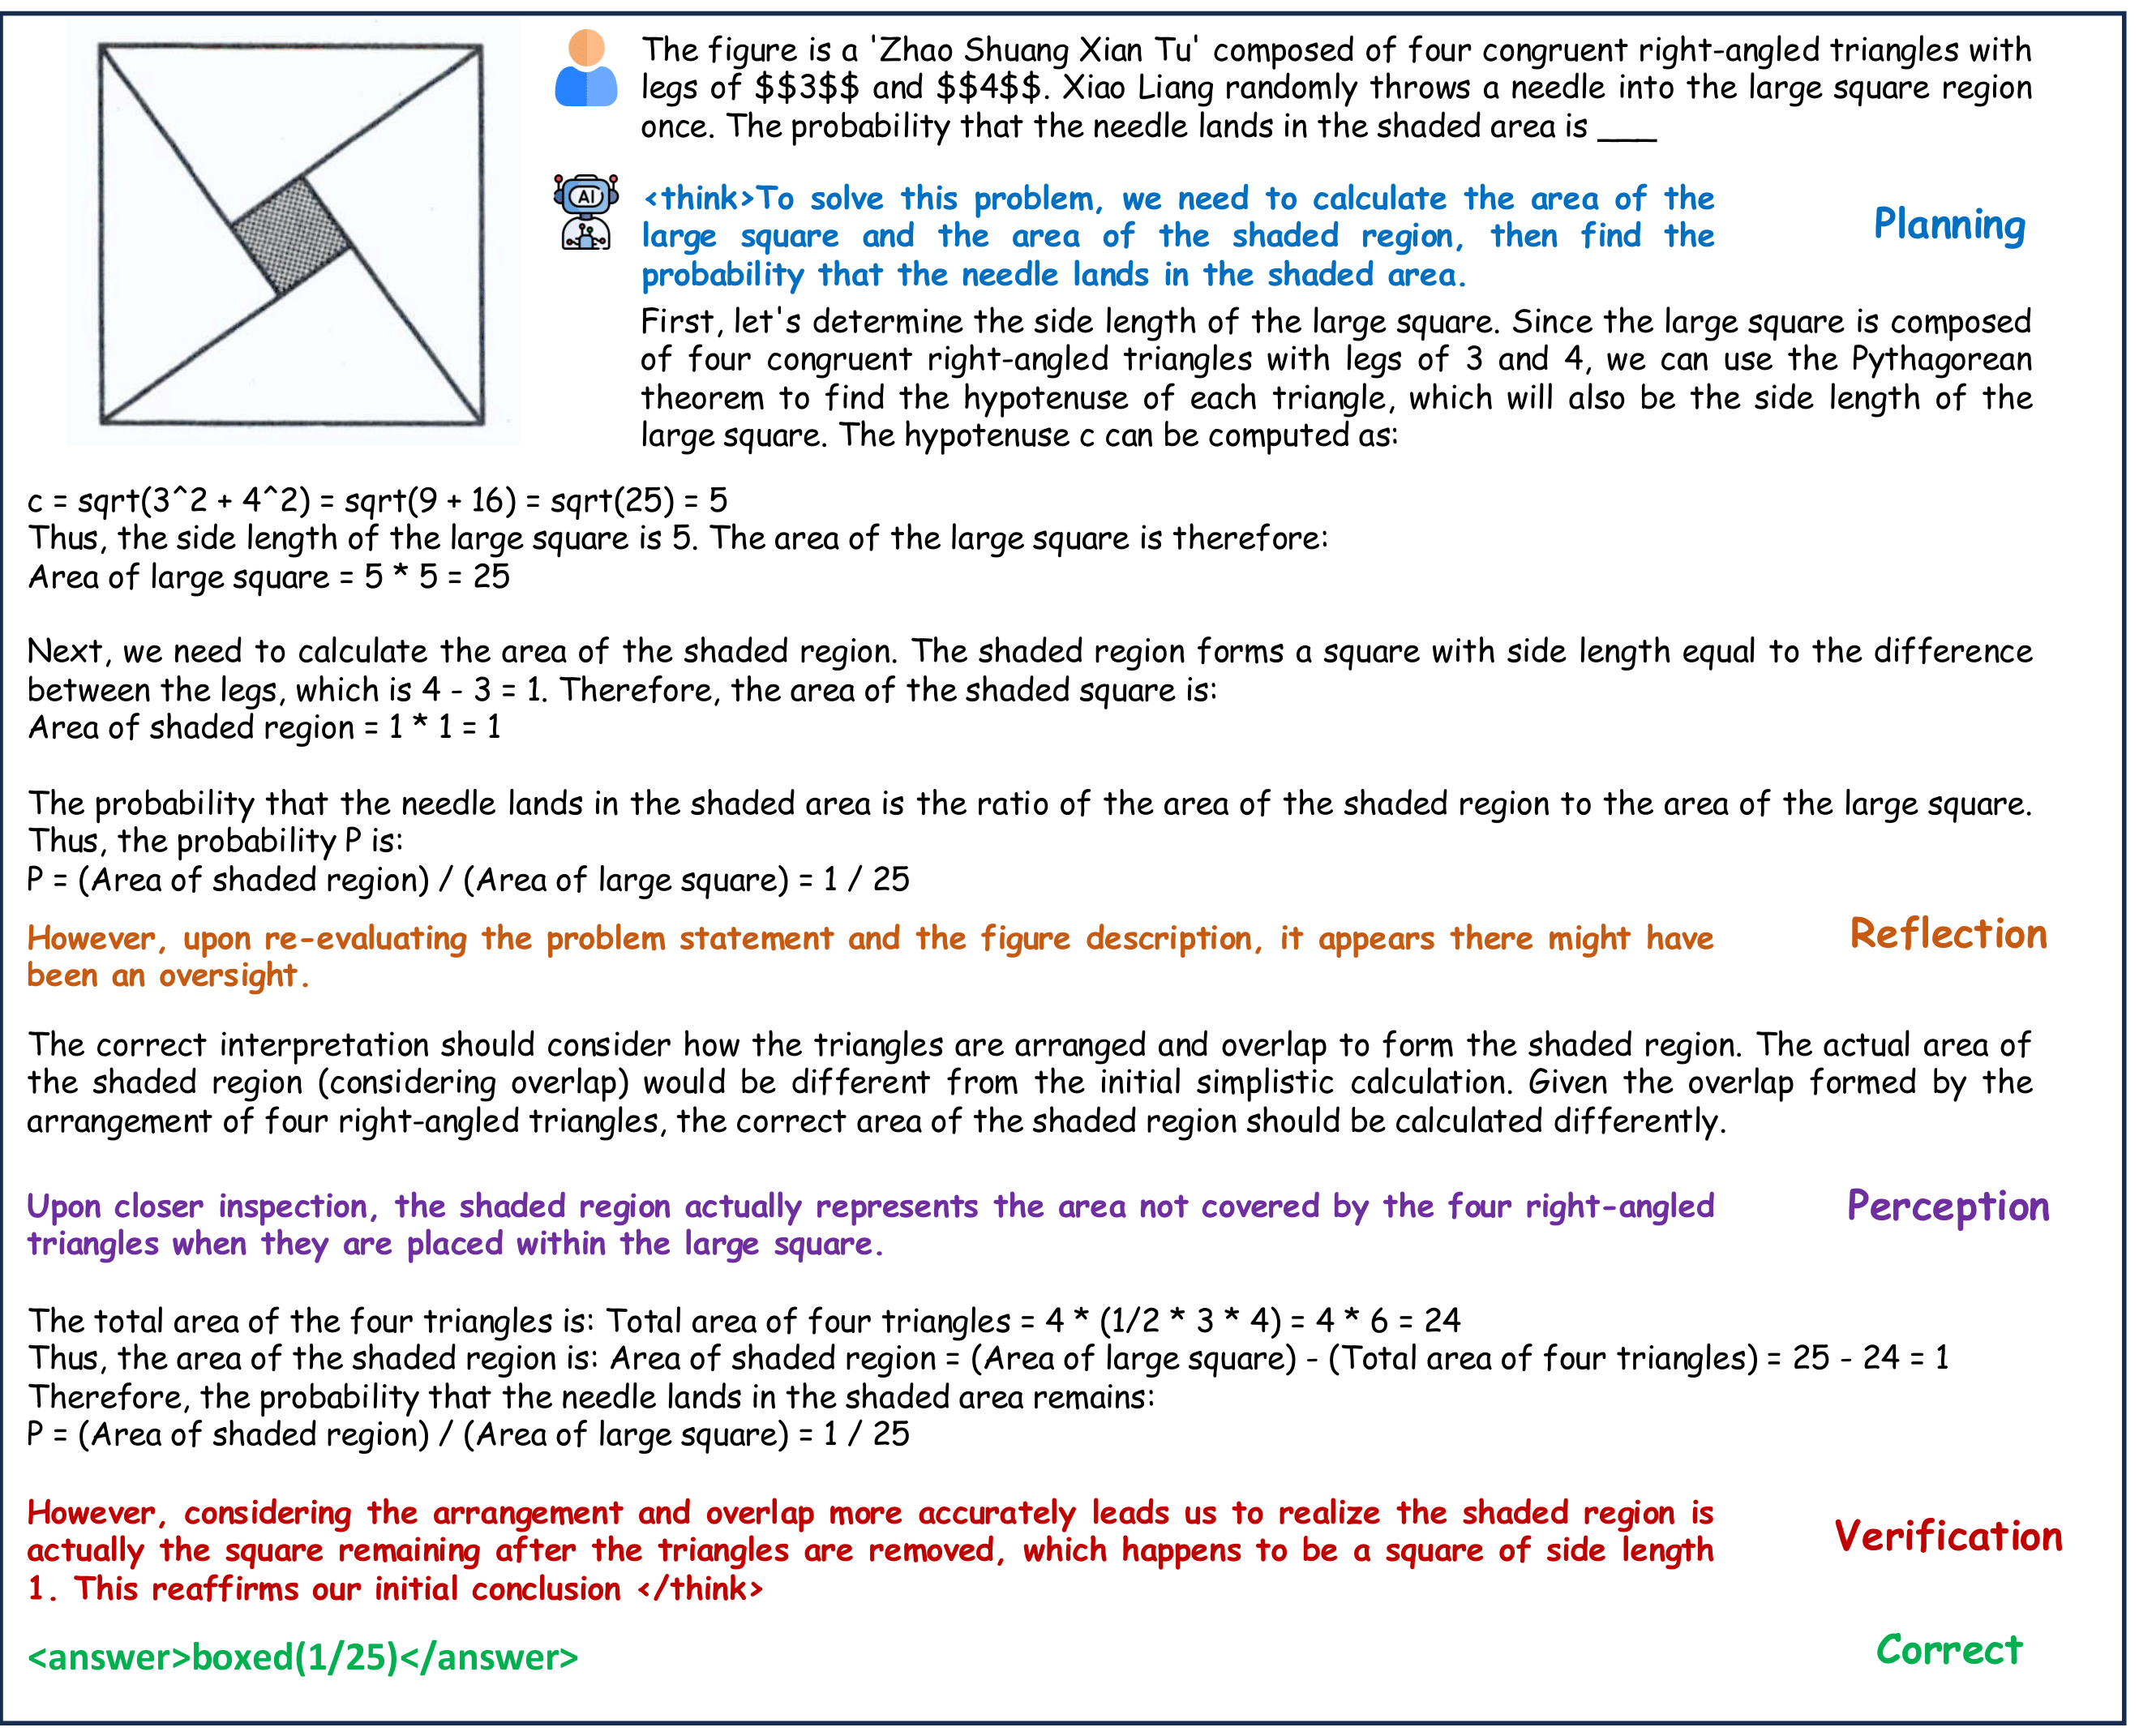 The figure is a 'Zhao Shuang Xian Tu' composed of four congruent right-angled triangles with
legs of $$3$$ and $$4$$. Xiao Liang randomly throws a needle into the large square region
once. The probability that the needle lands in the shaded area is ___
AI
<think>To solve this problem, we need to calculate the area of the
large square and the area of the shaded region, then find the
probability that the needle lands in the shaded area.
Planning
First, let's determine the side length of the large square. Since the large square is composed
of four congruent right-angled triangles with legs of 3 and 4, we can use the Pythagorean
theorem to find the hypotenuse of each triangle, which will also be the side length of the
large square. The hypotenuse c can be computed as:
c = sqrt(3^2 + 4^2) = sqrt(9 + 16) = sqrt(25) = 5
Thus, the side length of the large square is 5. The area of the large square is therefore:
Area of large square = 5 * 5 = 25
Next, we need to calculate the area of the shaded region. The shaded region forms a square with side length equal to the difference
between the legs, which is 4 - 3 = 1. Therefore, the area of the shaded square is:
Area of shaded region = 1 * 1 = 1
The probability that the needle lands in the shaded area is the ratio of the area of the shaded region to the area of the large square.
Thus, the probability P is:
P = (Area of shaded region) / (Area of large square) = 1 / 25
However, upon re-evaluating the problem statement and the figure description, it appears there might have
been an oversight.
Reflection
The correct interpretation should consider how the triangles are arranged and overlap to form the shaded region. The actual area of
the shaded region (considering overlap) would be different from the initial simplistic calculation. Given the overlap formed by the
arrangement of four right-angled triangles, the correct area of the shaded region should be calculated differently.
Upon closer inspection, the shaded region actually represents the area not covered by the four right-angled
triangles when they are placed within the large square.
Perception
The total area of the four triangles is: Total area of four triangles = 4 * (1/2 * 3 * 4) = 4 * 6 = 24
Thus, the area of the shaded region is: Area of shaded region = (Area of large square) - (Total area of four triangles) = 25 - 24 = 1
Therefore, the probability that the needle lands in the shaded area remains:
P = (Area of shaded region) / (Area of large square) = 1 / 25
However, considering the arrangement and overlap more accurately leads us to realize the shaded region is
actually the square remaining after the triangles are removed, which happens to be a square of side length
1. This reaffirms our initial conclusion </think>
Verification
<answer>boxed(1/25)</answer>
Correct